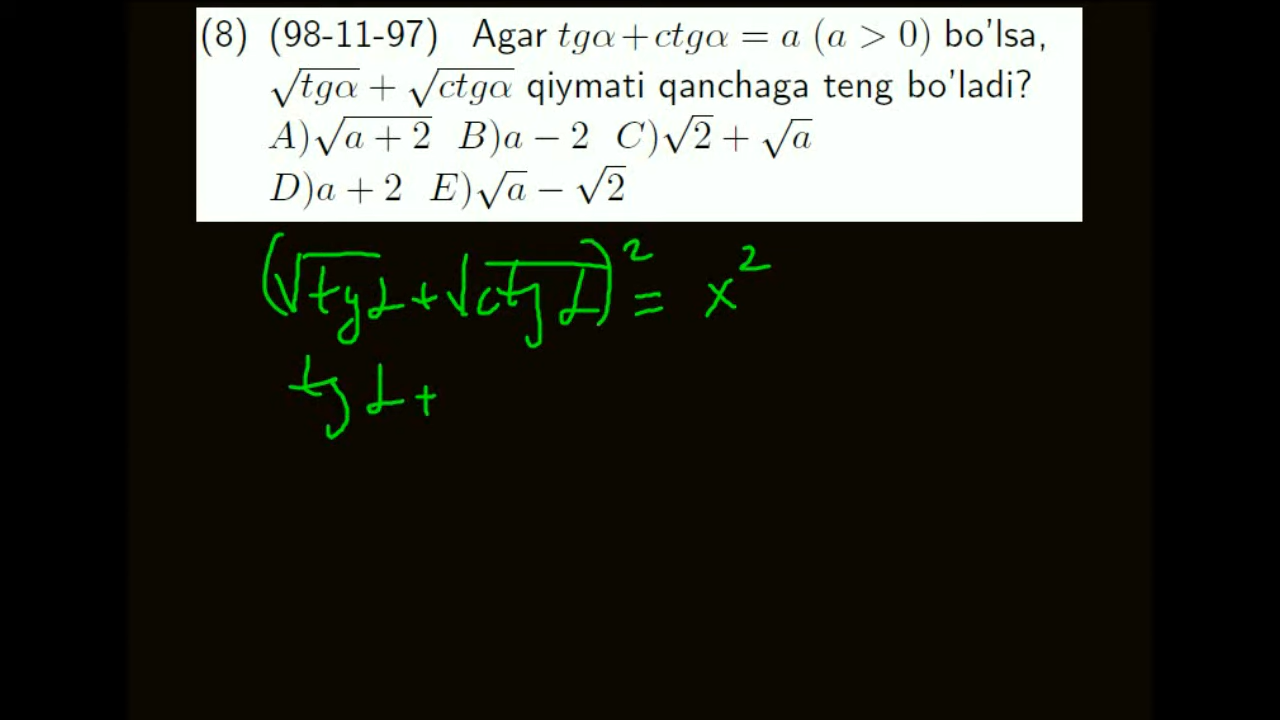 (8) (98-11-97) Agar tgα+ctgα = a (a > 0) bo'lsa,
√tgα + √ctgα qiymati qanchaga teng bo'ladi?
A)√a + 2 B)a − 2 C)√2 + √a
D)a + 2 E)√a − √2
(√tgα + √ctgα)² = x²
tgα +